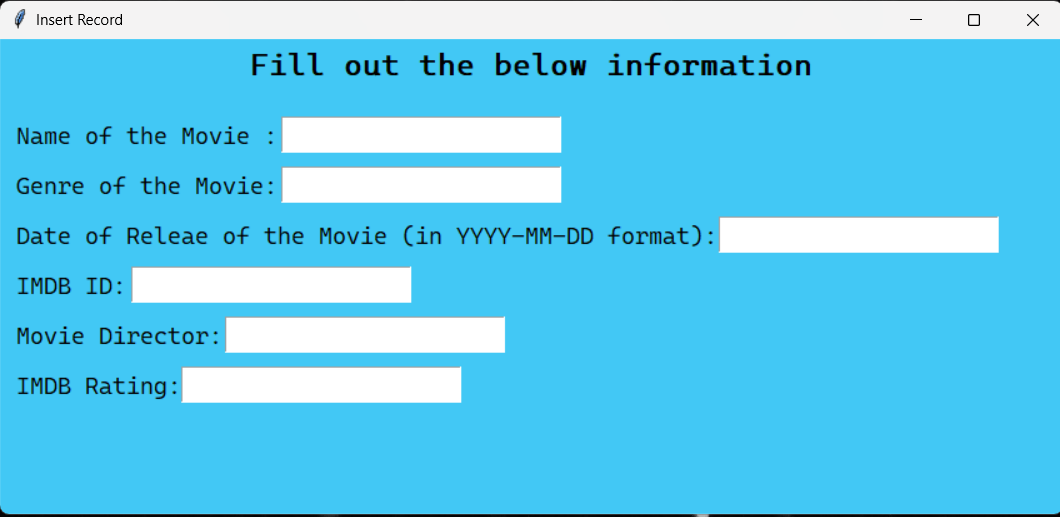 Insert Record
Fill out the below information
Name of the Movie :
Genre of the Movie:
Date of Releae of the Movie (in YYYY-MM-DD format):
IMDB ID:
Movie Director:
IMDB Rating: